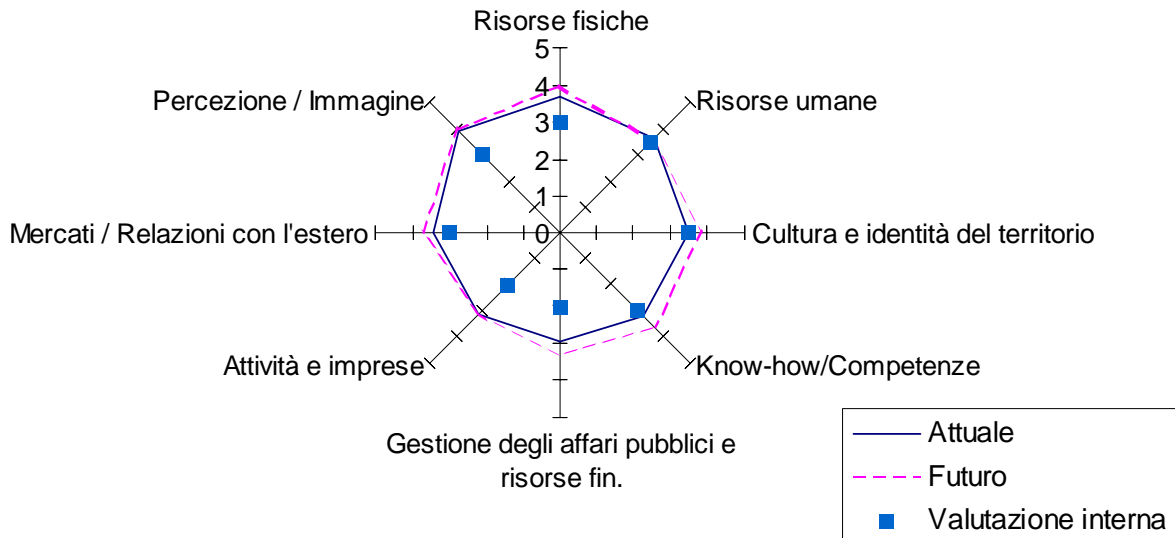 Risorse fisiche
5
4
3
2
1
0
Percezione / Immagine
Risorse umane
Mercati / Relazioni con l'estero
Cultura e identità del territorio
Attività e imprese
Know-how/Competenze
Gestione degli affari pubblici e
risorse fin.
Attuale
Futuro
Valutazione interna